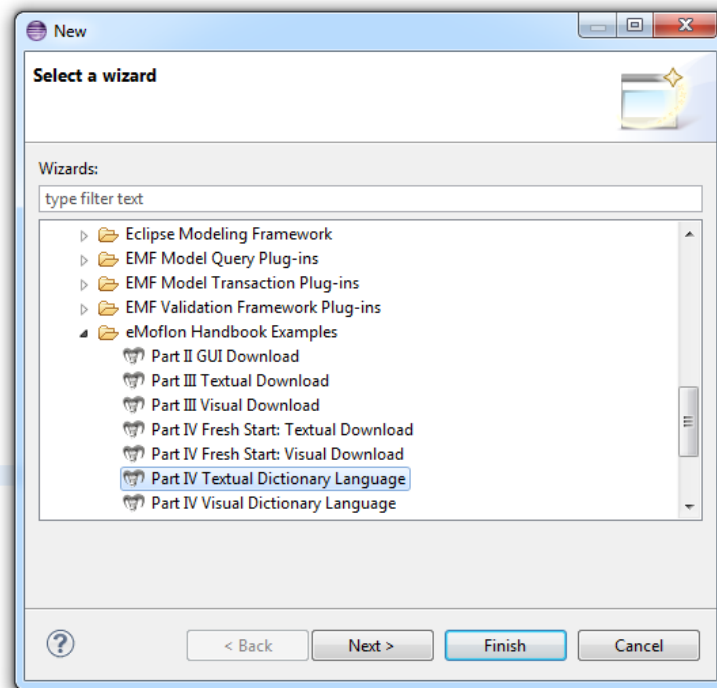 New
Select a wizard
Wizards:
type filter text
Eclipse Modeling Framework
EMF Model Query Plug-ins
EMF Model Transaction Plug-ins
EMF Validation Framework Plug-ins
eMoflon Handbook Examples
Part II GUI Download
Part III Textual Download
Part III Visual Download
Part IV Fresh Start: Textual Download
Part IV Fresh Start: Visual Download
Part IV Textual Dictionary Language
Part IV Visual Dictionary Language
? < Back Next > Finish Cancel